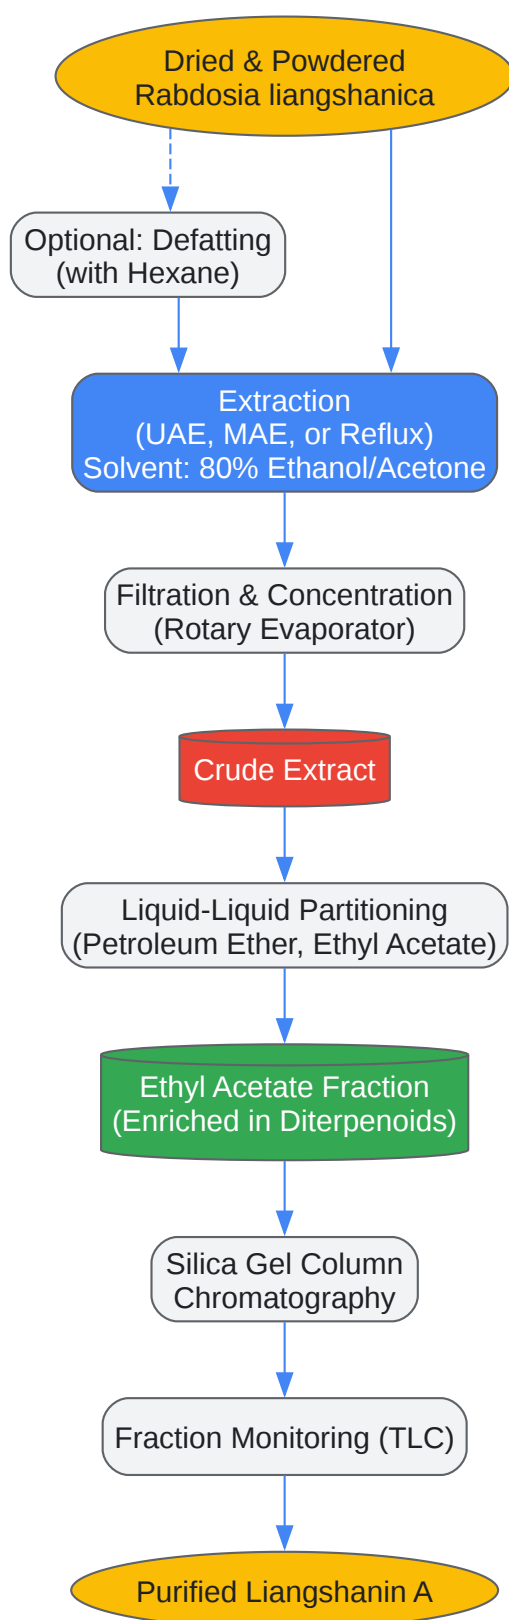 Dried & Powdered
Rabdosia liangshanica
Optional: Defatting
(with Hexane)
Extraction
(UAE, MAE, or Reflux)
Solvent: 80% Ethanol/Acetone
Filtration & Concentration
(Rotary Evaporator)
Crude Extract
Liquid-Liquid Partitioning
(Petroleum Ether, Ethyl Acetate)
Ethyl Acetate Fraction
(Enriched in Diterpenoids)
Silica Gel Column
Chromatography
Fraction Monitoring (TLC)
Purified Liangshanin A